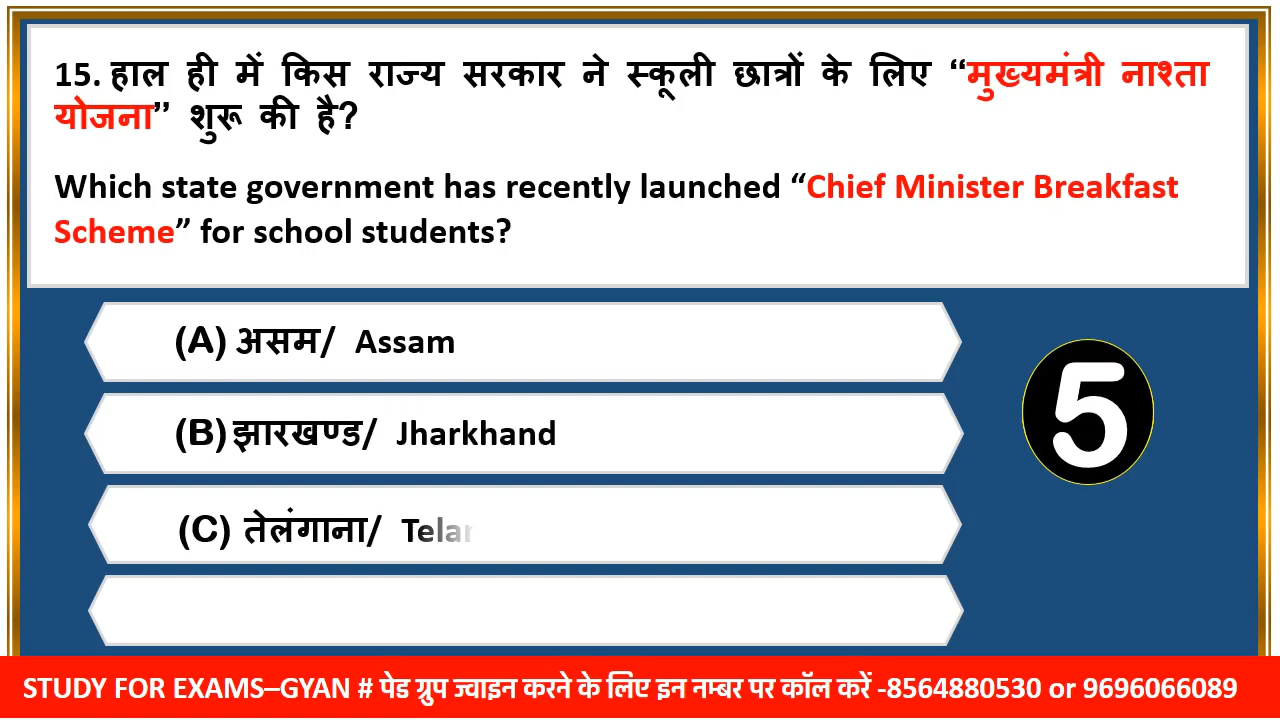 15. हाल ही में किस राज्य सरकार ने स्कूली छात्रों के लिए “मुख्यमंत्री नाश्ता
योजना” शुरू की है?
Which state government has recently launched “Chief Minister Breakfast
Scheme” for school students?
(A) असम/ Assam
(B) झारखण्ड/ Jharkhand
(C) तेलंगाना/ Tela
5
STUDY FOR EXAMS–GYAN # पेड ग्रुप ज्वाइन करने के लिए इन नम्बर पर कॉल करें -8564880530 or 9696066089